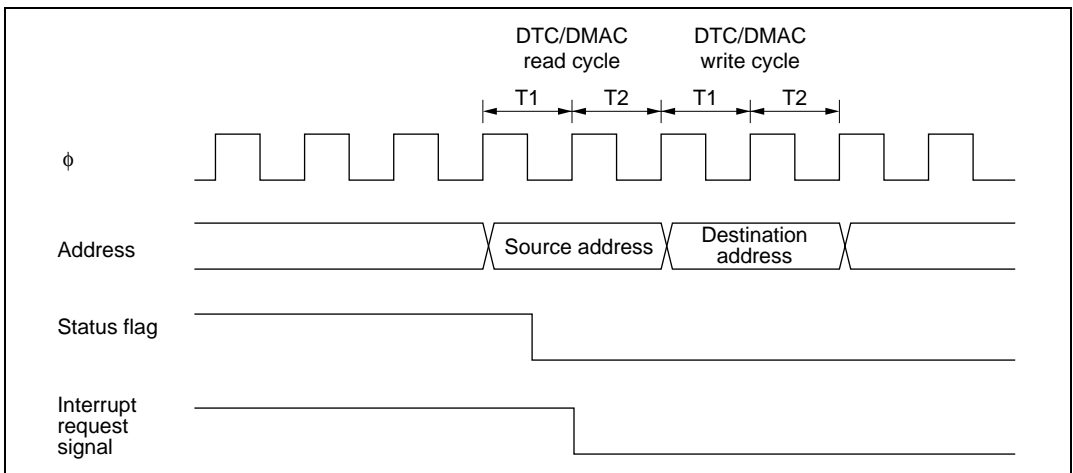 DTC/DMAC
read cycle
DTC/DMAC
write cycle
T1
T2
T1
T2
ϕ
Address
Source address
Destination
address
Status flag
Interrupt
request
signal